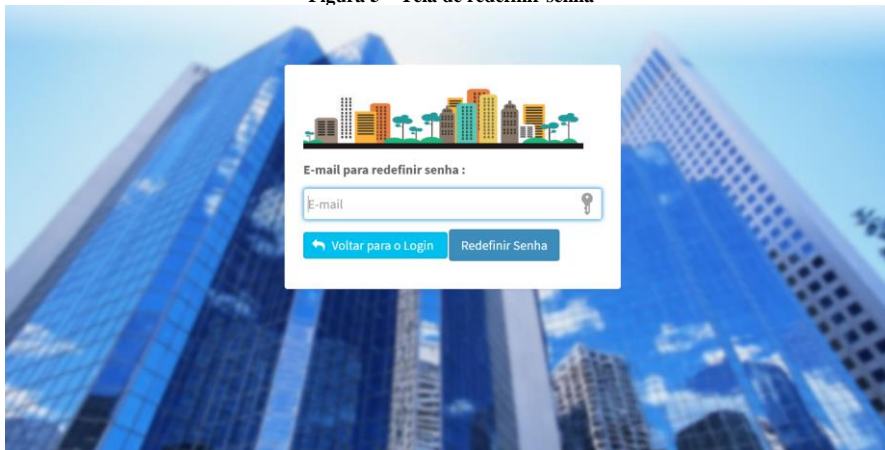 E-mail para redefinir senha :
E-mail
Voltar para o Login
Redefinir Senha